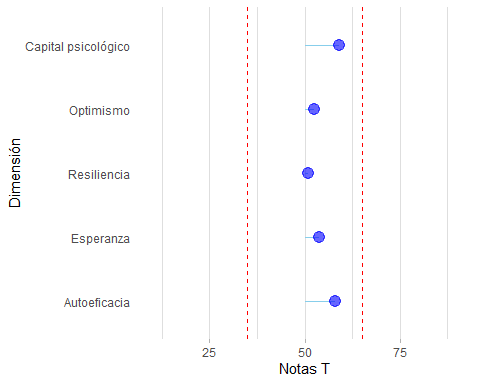 Capital psicológico
Optimismo
Resiliencia
Esperanza
Autoeficacia
Dimensión
25 50 75
Notas T